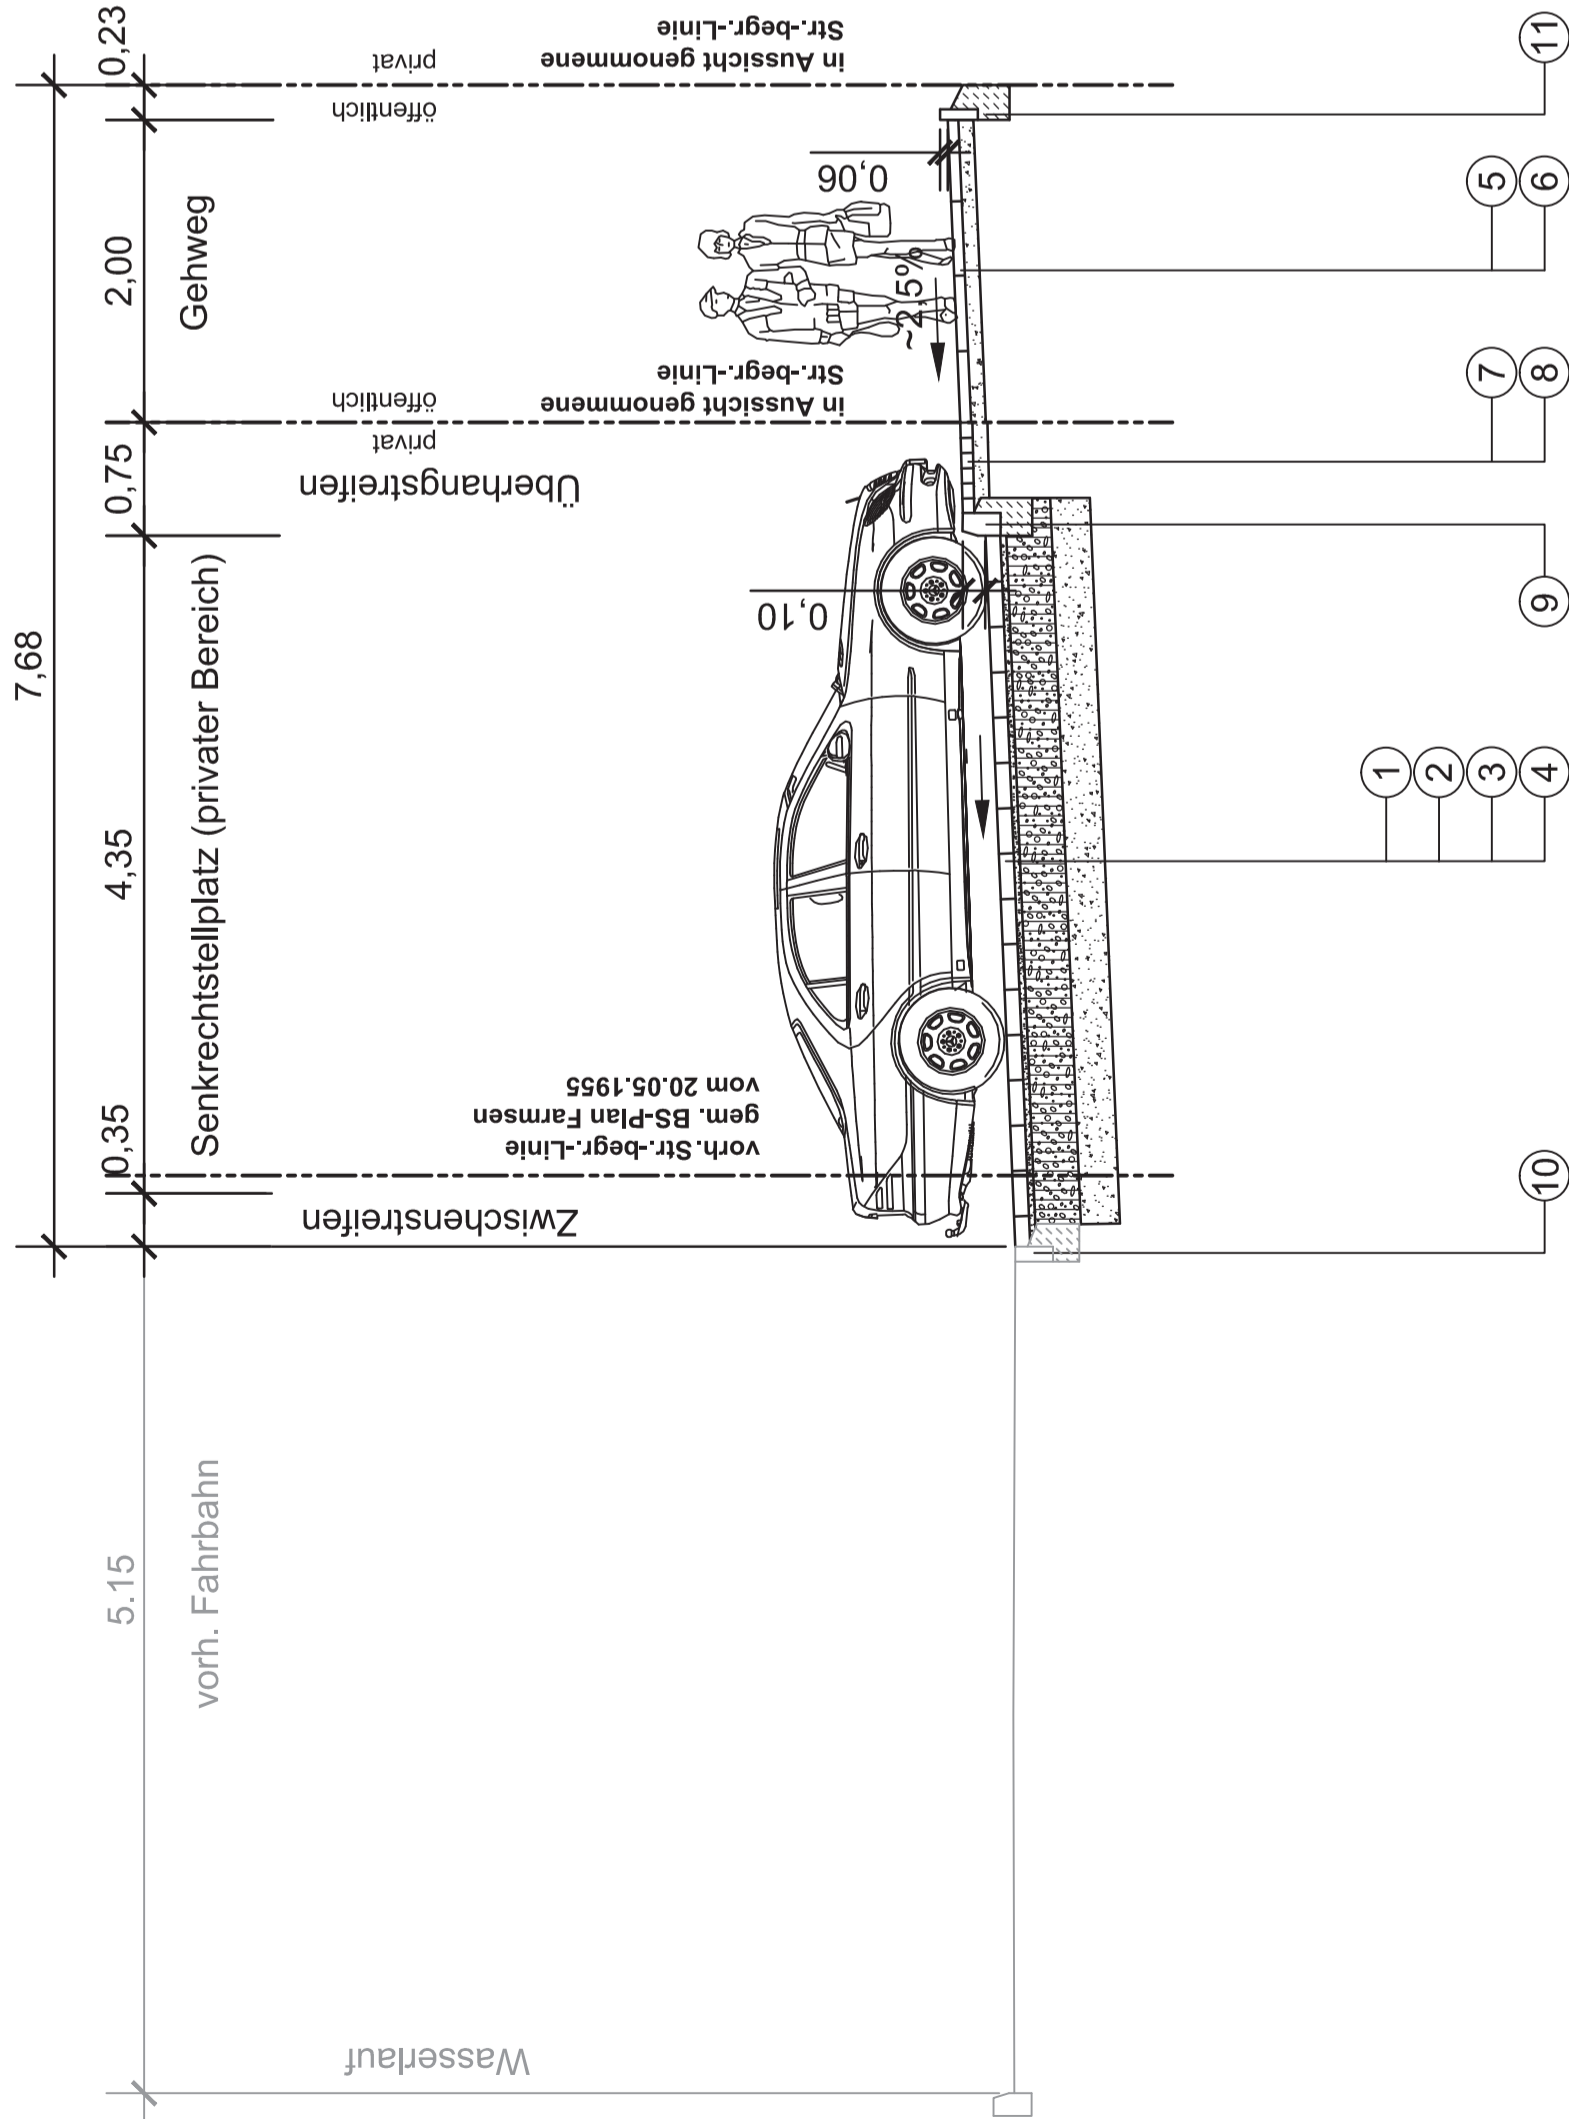 7,68
5.15
0,35
4,35
0,75
2,00
0,23
vorh. Fahrbahn
Senkrechtstellplatz (privater Bereich)
Gehweg
Wasserlauf
Zwischenstreifen
Überhangstreifen
privat
öffentlich
öffentlich
privat
vorh. Str.-begr.-Linie
gem. BS-Plan Farmsen
vom 20.05.1955
in Aussicht genommene
Str.-begr.-Linie
in Aussicht genommene
Str.-begr.-Linie
0,10
0,06
~2,5%
1
2
3
4
5
6
7
8
9
10
11